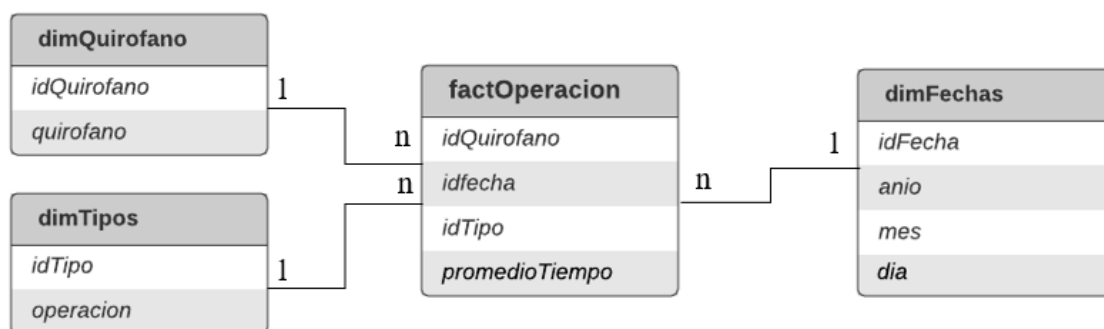 dimQuirofano
idQuirofano
quirofano
1
n
dimTipos
idTipo
operacion
1
n
factOperacion
idQuirofano
idfecha
idTipo
promedioTiempo
n
1
dimFechas
idFecha
anio
mes
dia